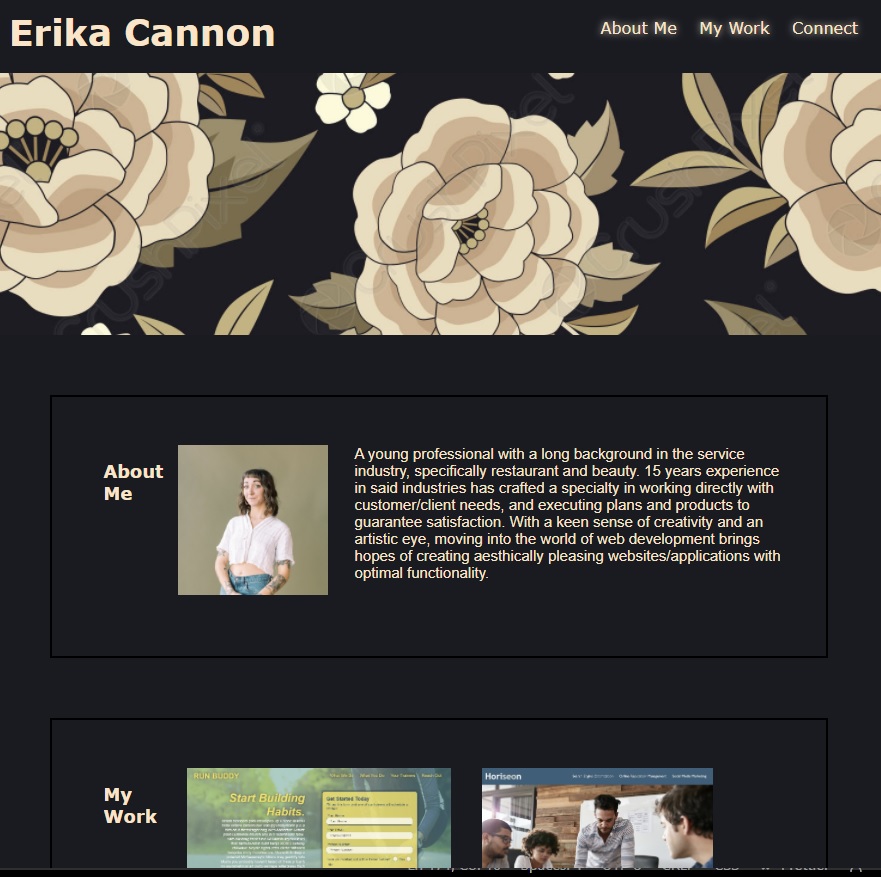 Erika Cannon
About Me My Work Connect
About
Me
A young professional with a long background in the service
industry, specifically restaurant and beauty. 15 years experience
in said industries has crafted a specialty in working directly with
customer/client needs, and executing plans and products to
guarantee satisfaction. With a keen sense of creativity and an
artistic eye, moving into the world of web development brings
hopes of creating aesthically pleasing websites/applications with
optimal functionality.
My
Work
RUN BUDDY
Start Building
Habits.
Get Started Today
Horiseon